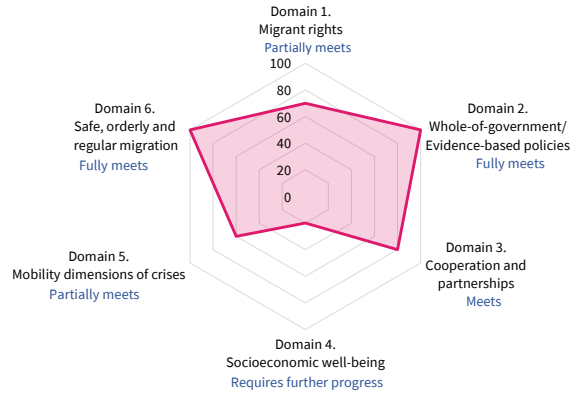 Domain 1.
Migrant rights
Partially meets
100
80
60
40
20
0
Domain 2.
Whole-of-government/
Evidence-based policies
Fully meets
Domain 3.
Cooperation and
partnerships
Meets
Domain 4.
Socioeconomic well-being
Requires further progress
Domain 5.
Mobility dimensions of crises
Partially meets
Domain 6.
Safe, orderly and
regular migration
Fully meets